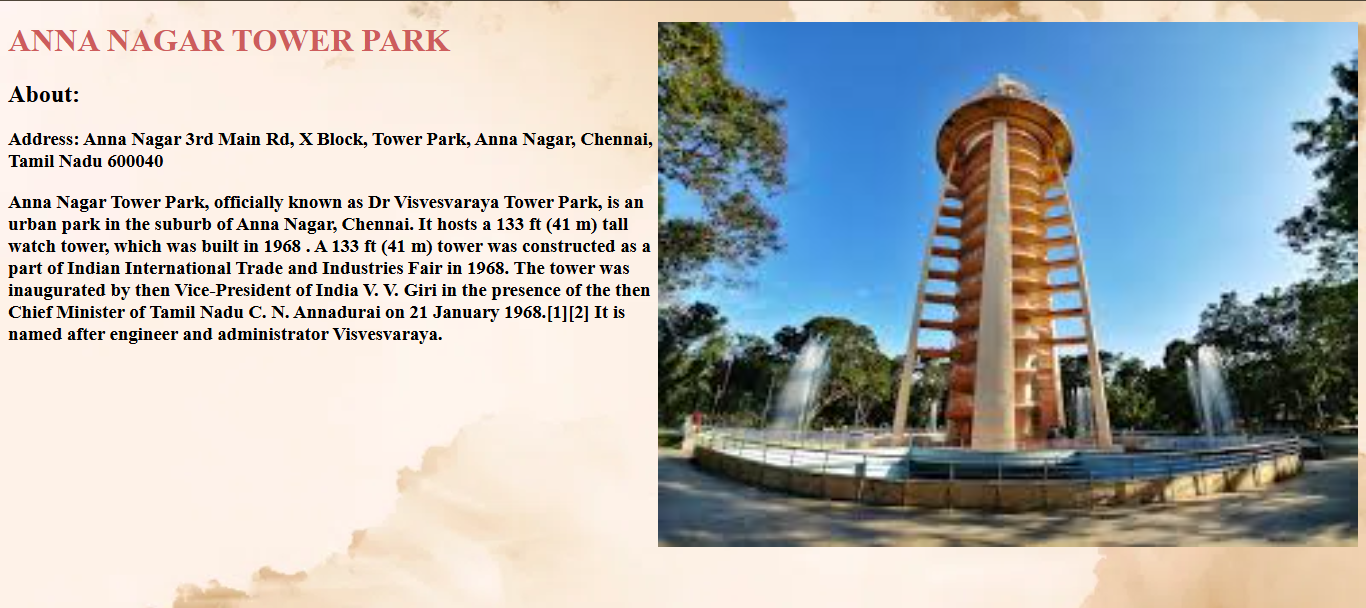 ANNA NAGAR TOWER PARK
About:
Address: Anna Nagar 3rd Main Rd, X Block, Tower Park, Anna Nagar, Chennai,
Tamil Nadu 600040
Anna Nagar Tower Park, officially known as Dr Visvesvaraya Tower Park, is an
urban park in the suburb of Anna Nagar, Chennai. It hosts a 133 ft (41 m) tall
watch tower, which was built in 1968 . A 133 ft (41 m) tower was constructed as a
part of Indian International Trade and Industries Fair in 1968. The tower was
inaugurated by then Vice-President of India V. V. Giri in the presence of the then
Chief Minister of Tamil Nadu C. N. Annadurai on 21 January 1968.[1][2] It is
named after engineer and administrator Visvesvaraya.